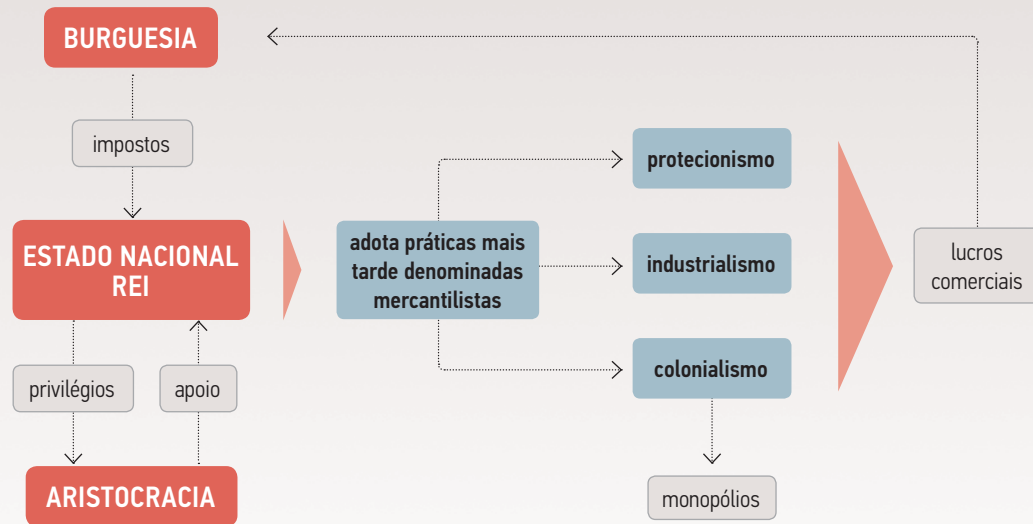 BURGUESIA
impostos
ESTADO NACIONAL
REI
privilégios
apoio
ARISTOCRACIA
adota práticas mais
tarde denominadas
mercantilistas
protecionismo
industrialismo
colonialismo
monopólios
lucros
comerciais